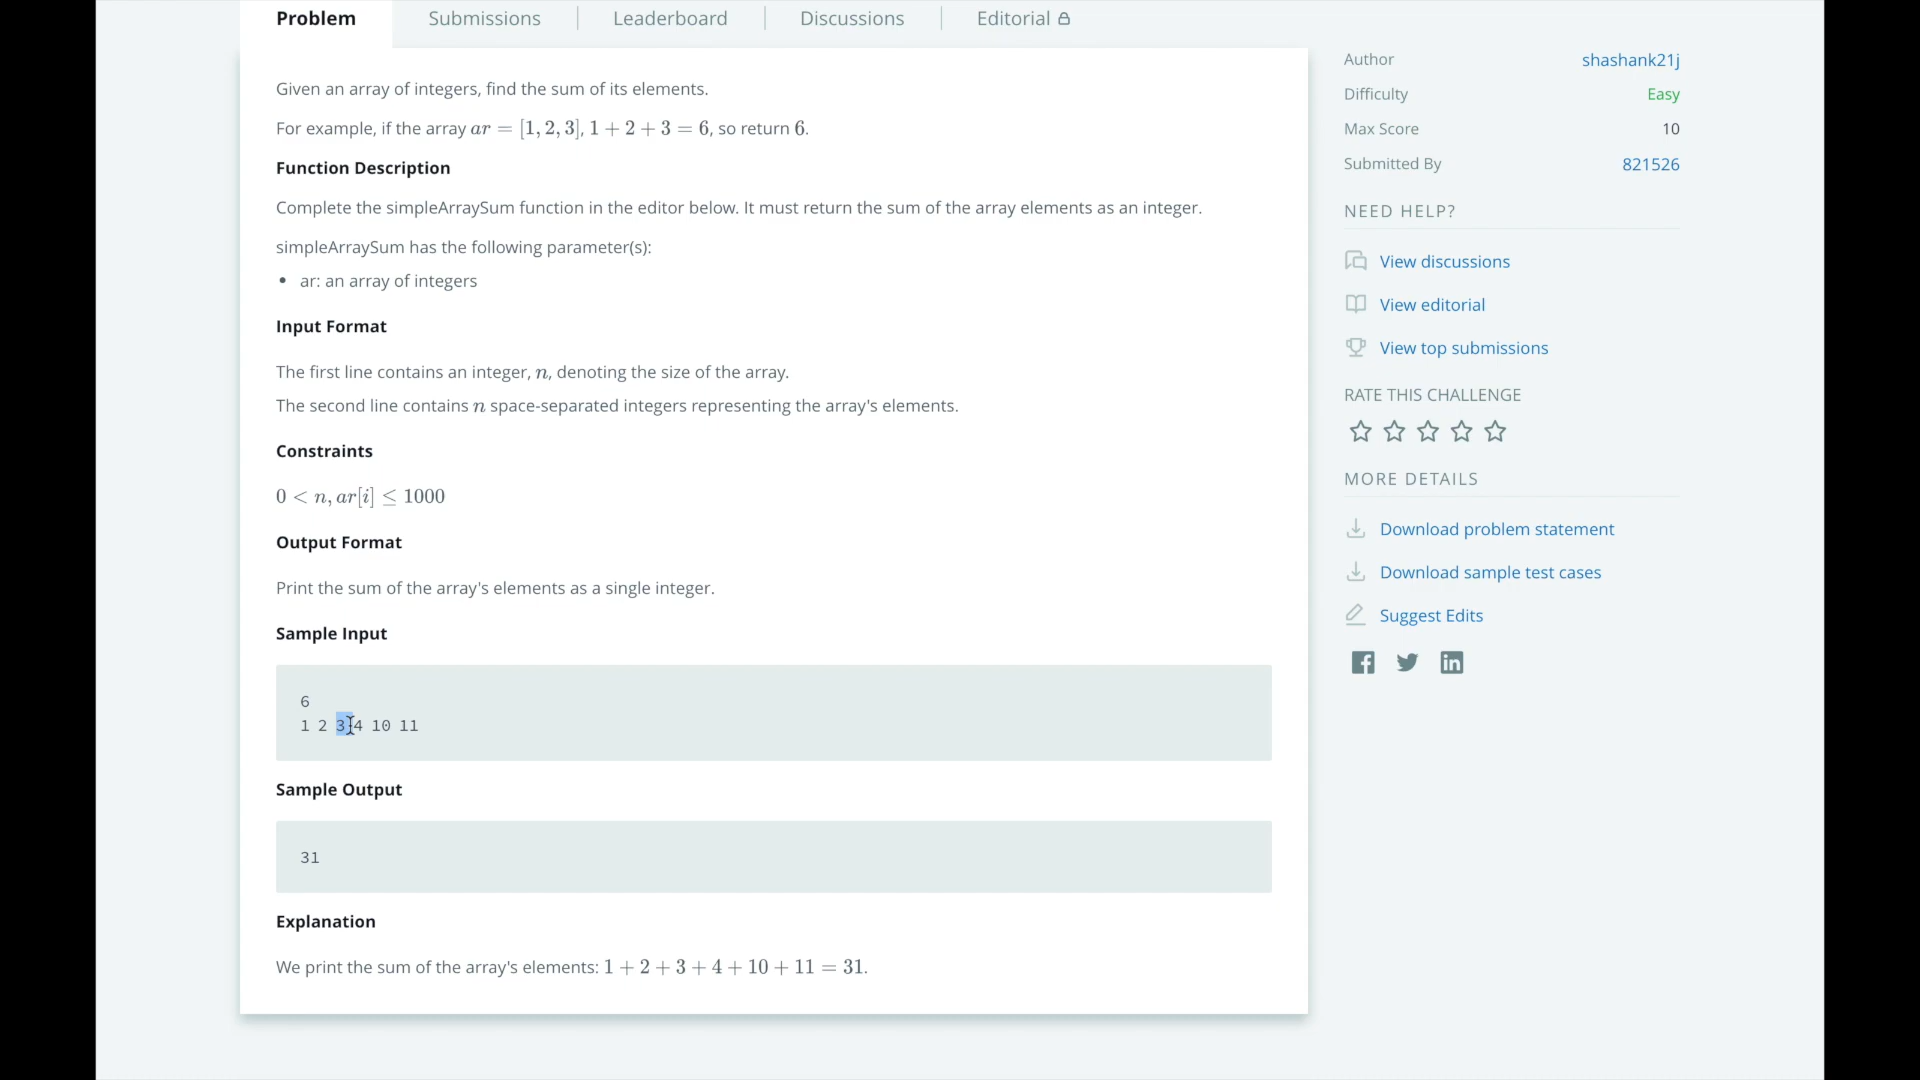 Problem
Submissions
Leaderboard
Discussions
Editorial
Given an array of integers, find the sum of its elements.
For example, if the array ar = [1, 2, 3], 1 + 2 + 3 = 6, so return 6.
Function Description
Complete the simpleArraySum function in the editor below. It must return the sum of the array elements as an integer.
simpleArraySum has the following parameter(s):
• ar: an array of integers
Input Format
The first line contains an integer, n, denoting the size of the array.
The second line contains n space-separated integers representing the array's elements.
Constraints
0 < n, ar[i] ≤ 1000
Output Format
Print the sum of the array's elements as a single integer.
Sample Input
6
1 2 3 4 10 11
Sample Output
31
Explanation
We print the sum of the array's elements: 1 + 2 + 3 + 4 + 10 + 11 = 31.
Author shashank21j
Difficulty Easy
Max Score 10
Submitted By 821526
NEED HELP?
View discussions
View editorial
View top submissions
RATE THIS CHALLENGE
MORE DETAILS
Download problem statement
Download sample test cases
Suggest Edits